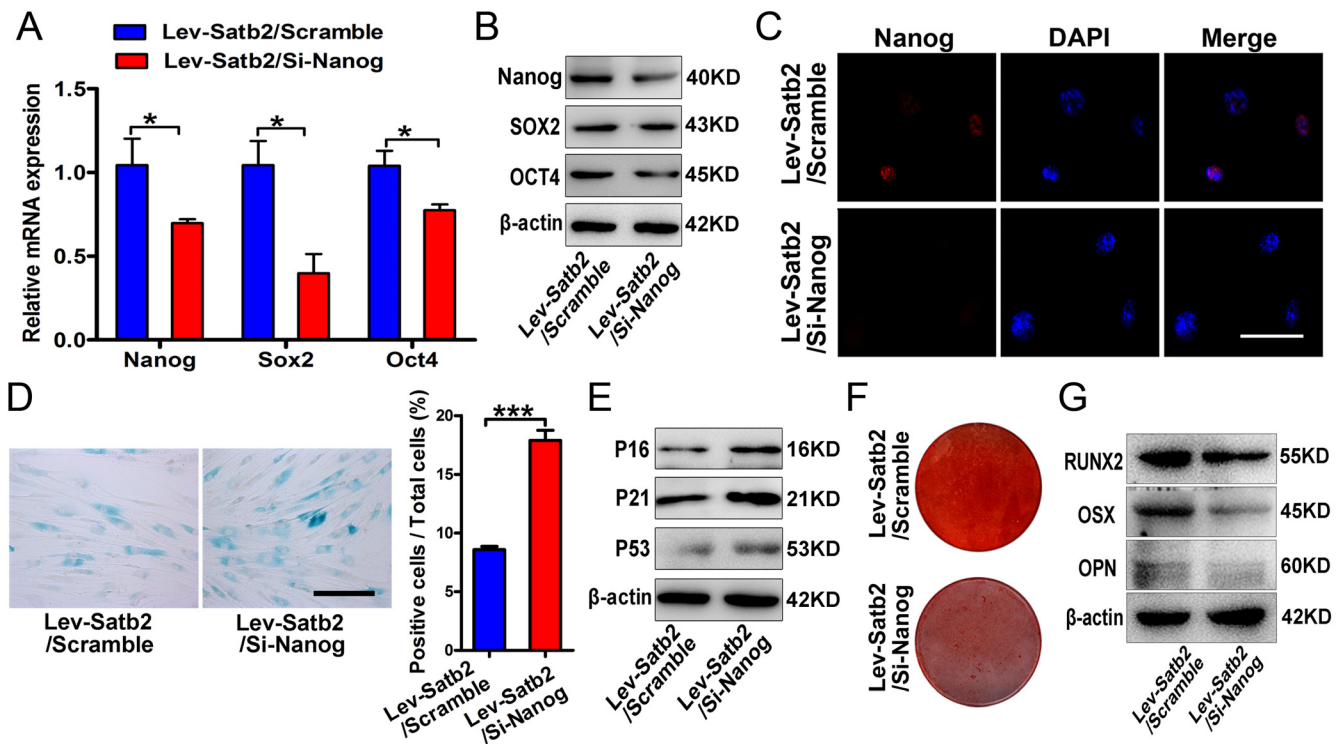 A
Lev-Satb2/Scramble
Lev-Satb2/Si-Nanog
Relative mRNA expression
1.5
1.0
0.5
0.0
*
*
*
Nanog
Sox2
Oct4
B
Nanog
40KD
SOX2
43KD
OCT4
45KD
β-actin
42KD
Lev-Satb2
/Scramble
Lev-Satb2
/Si-Nanog
C
Nanog
DAPI
Merge
Lev-Satb2
/Scramble
Lev-Satb2
/Si-Nanog
D
Lev-Satb2
/Scramble
Lev-Satb2
/Si-Nanog
Positive cells / Total cells (%)
20
16
12
8
4
0
***
Lev-Satb2
/Scramble
Lev-Satb2
/Si-Nanog
E
P16
16KD
P21
21KD
P53
53KD
β-actin
42KD
Lev-Satb2
/Scramble
Lev-Satb2
/Si-Nanog
F
Lev-Satb2
/Scramble
Lev-Satb2
/Si-Nanog
G
RUNX2
55KD
OSX
45KD
OPN
60KD
β-actin
42KD
Lev-Satb2
/Scramble
Lev-Satb2
/Si-Nanog